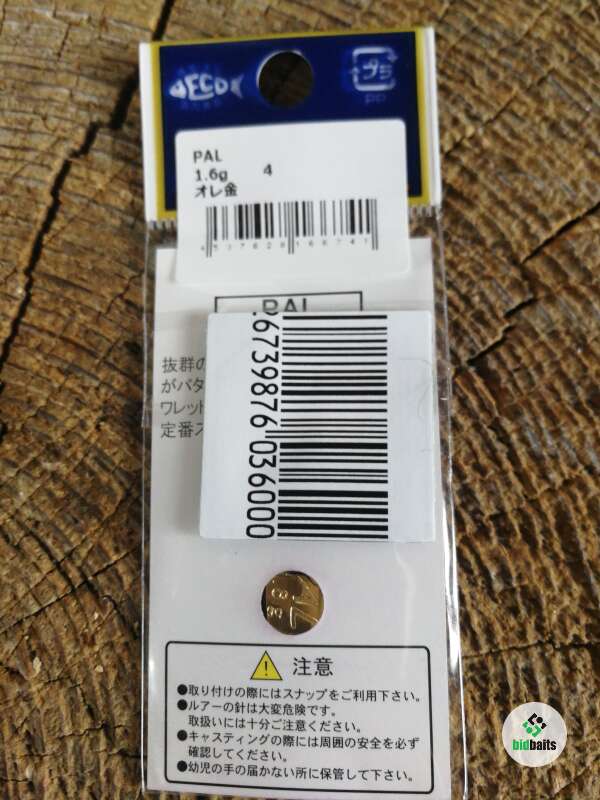 PAL
1.6g 4
オレ金
PAL
抜群の
がバタ
ワレット
定番ス
6739876 036000
注意
●取り付けの際にはスナップをご利用下さい。
●ルアーの針は大変危険です。
取扱いには十分ご注意ください。
●キャスティングの際には周囲の安全を必ず
確認してください。
●幼児の手の届かない所に保管して下さい。
bidbaits